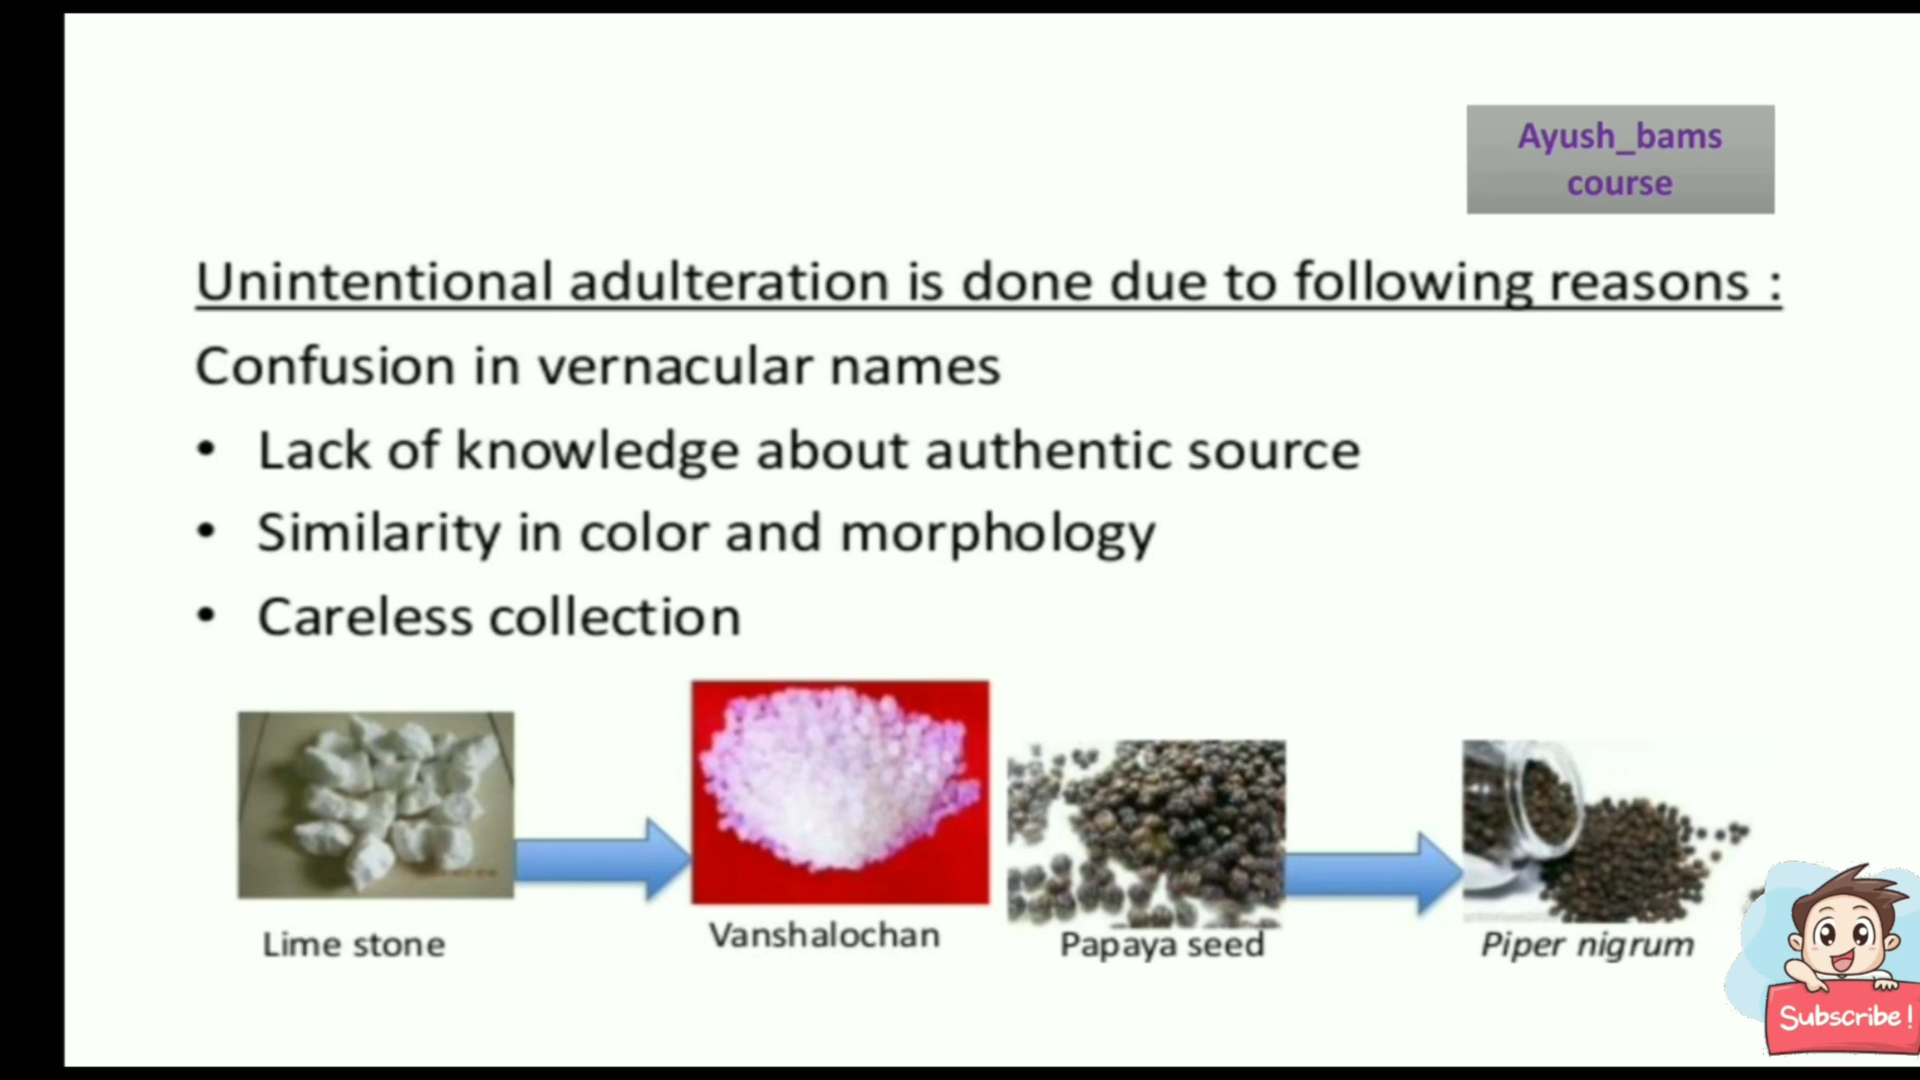 Ayush_bams
course
Unintentional adulteration is done due to following reasons :
Confusion in vernacular names
• Lack of knowledge about authentic source
• Similarity in color and morphology
• Careless collection
Lime stone
Vanshalochan
Papaya seed
Piper nigrum
Subscribe!